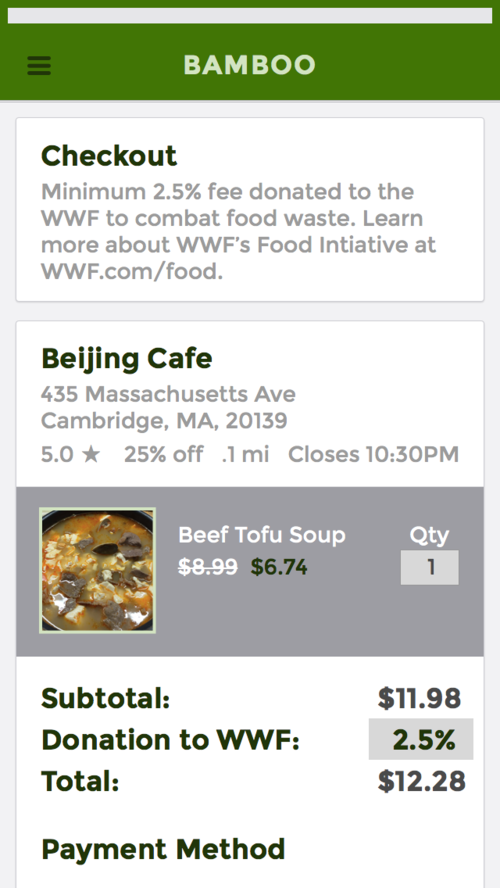 BAMBOO
Checkout
Minimum 2.5% fee donated to the
WWF to combat food waste. Learn
more about WWF’s Food Intiative at
WWF.com/food.
Beijing Cafe
435 Massachusetts Ave
Cambridge, MA, 20139
5.0 ★ 25% off .1 mi Closes 10:30PM
Beef Tofu Soup Qty
$8.99 $6.74 1
Subtotal: $11.98
Donation to WWF: 2.5%
Total: $12.28
Payment Method